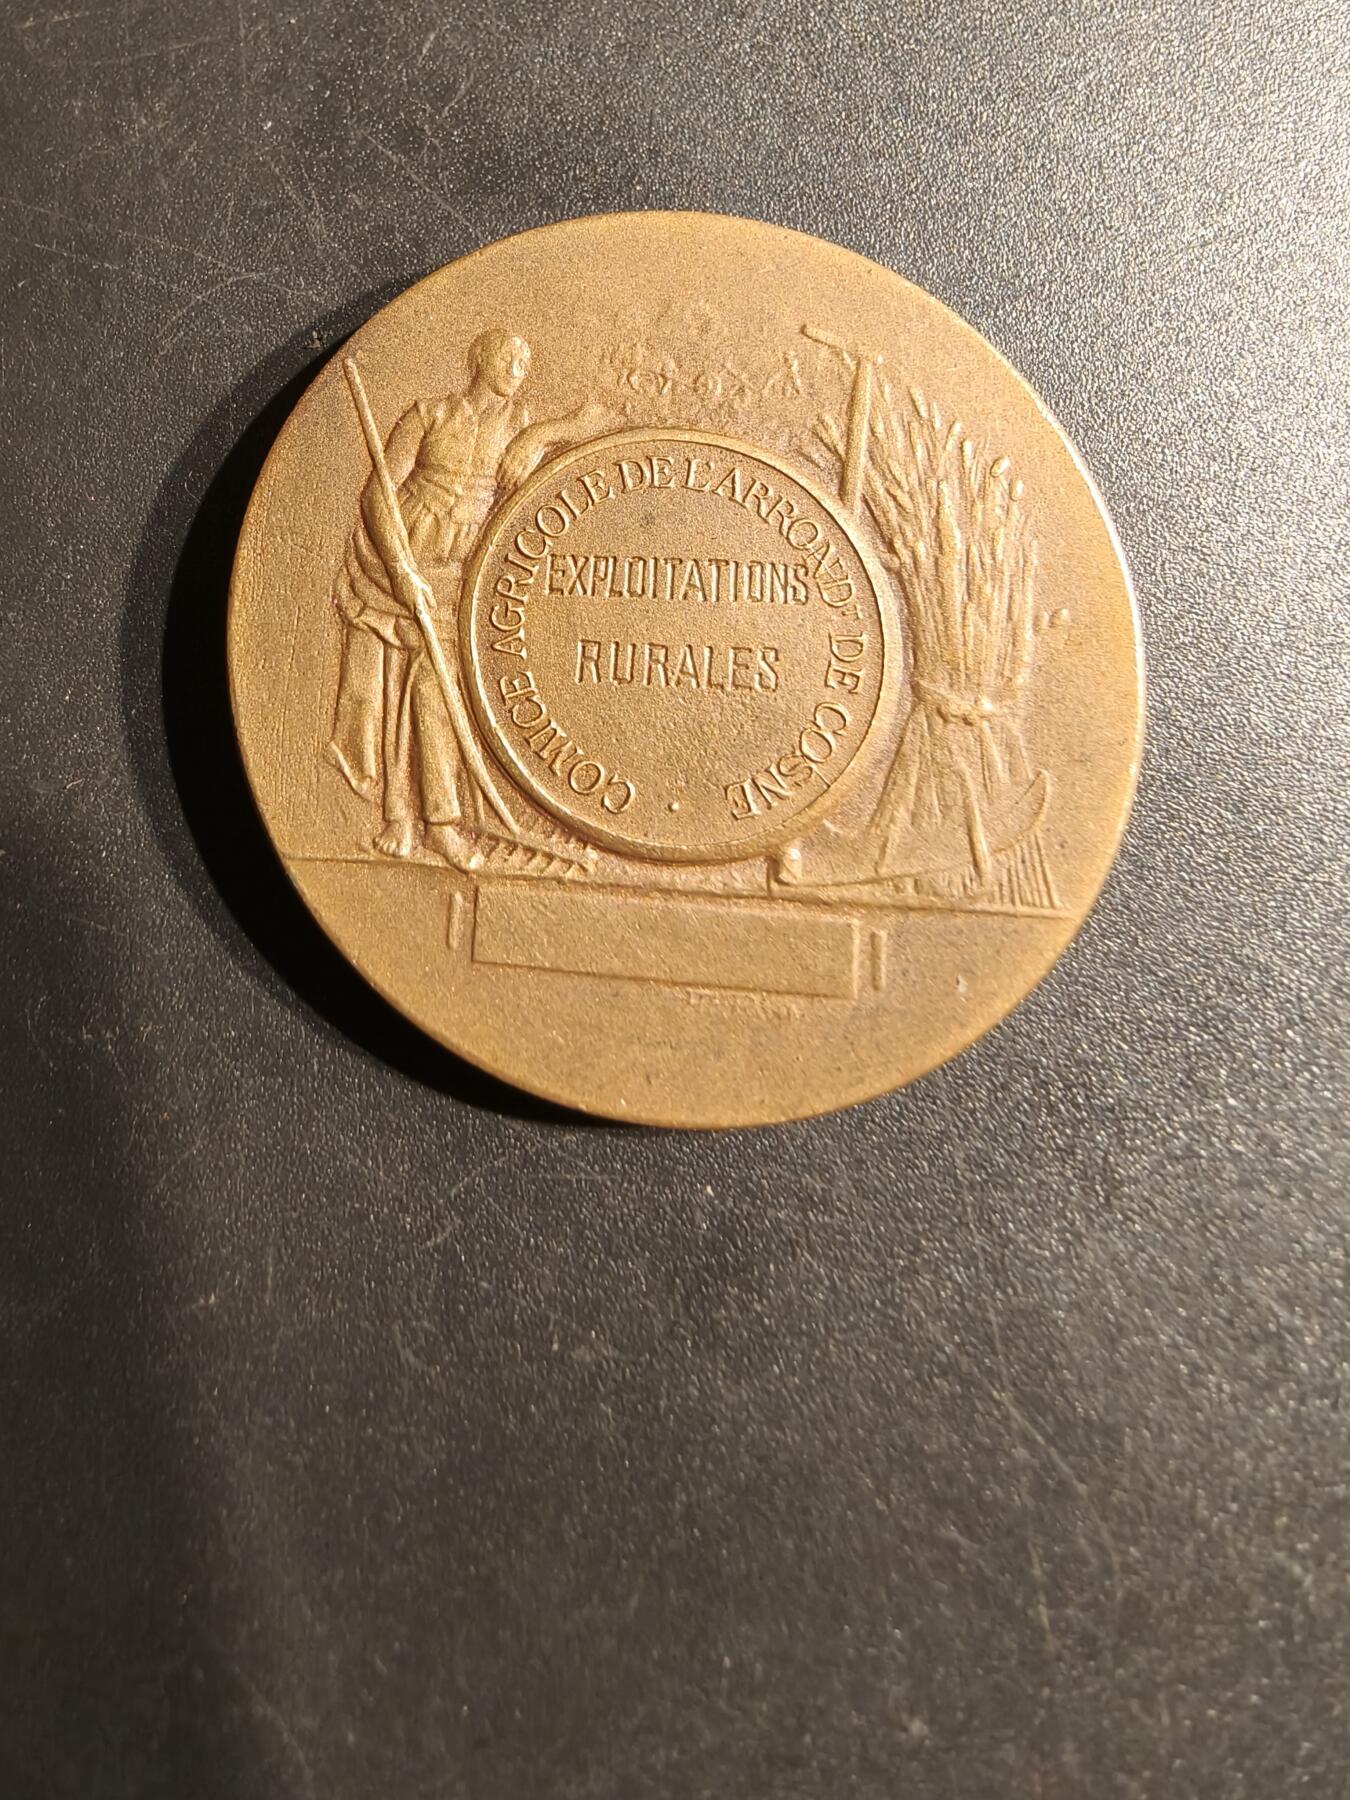 COMICE AGRICOLE DE L'ARRONDT DE COSNE
EXPLOITATIONS
RURALES